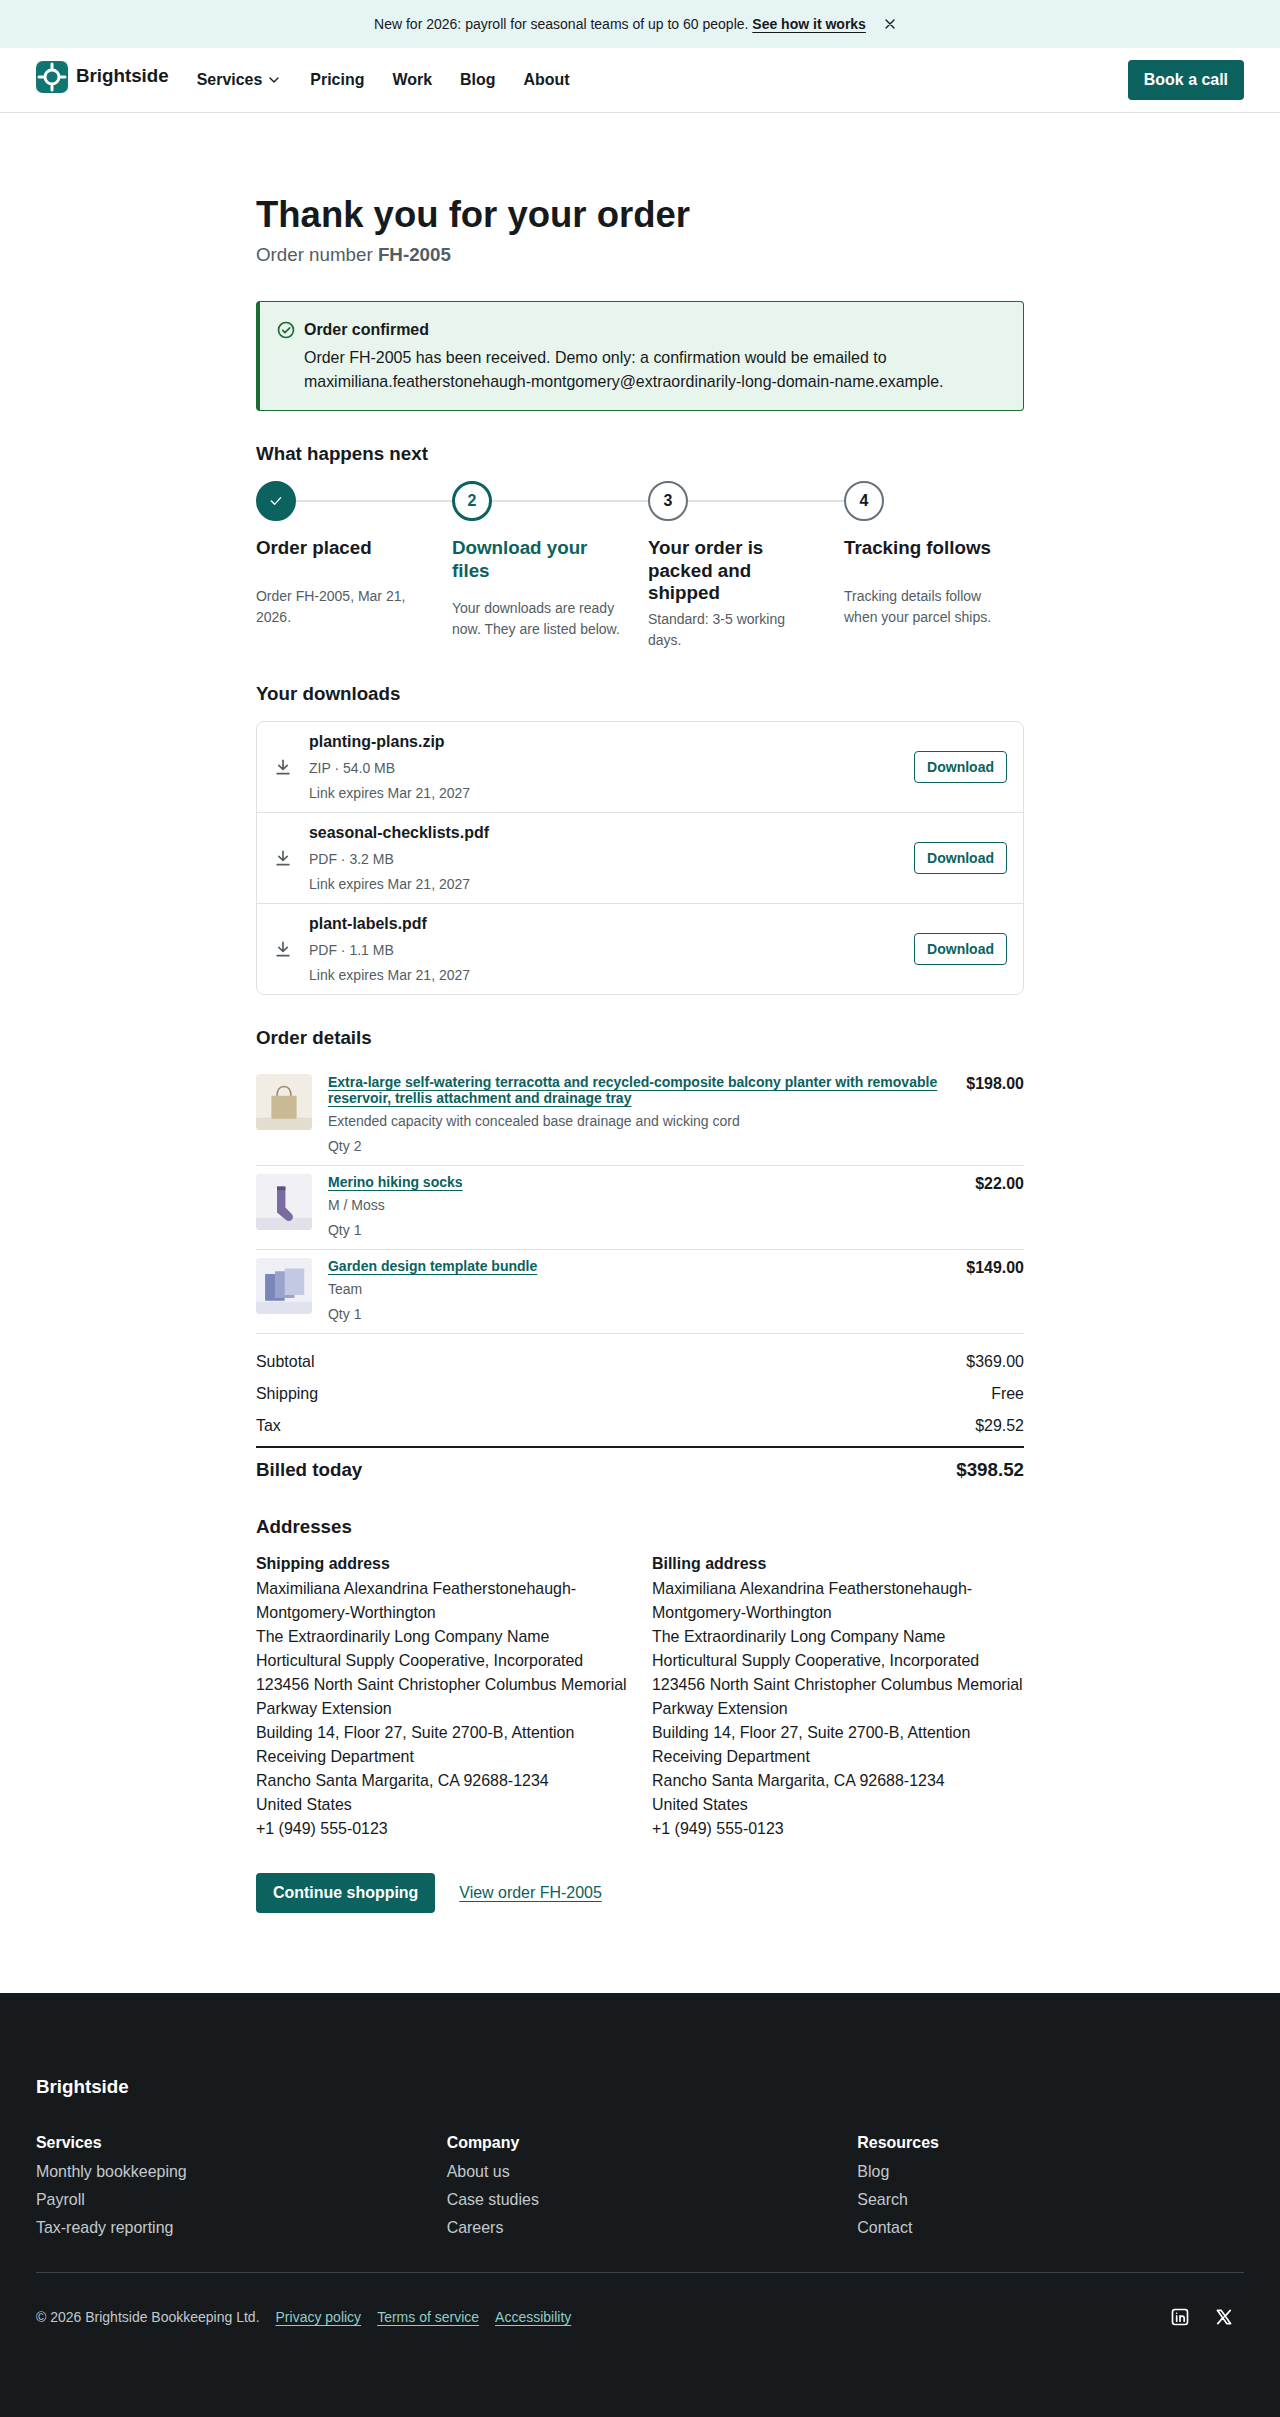 New for 2026: payroll for seasonal teams of up to 60 people. See how it works
Brightside
Services
Pricing
Work
Blog
About
Book a call
Thank you for your order
Order number FH-2005
Order confirmed
Order FH-2005 has been received. Demo only: a confirmation would be emailed to
maximiliana.featherstonehaugh-montgomery@extraordinarily-long-domain-name.example.
What happens next
2
3
4
Order placed
Order FH-2005, Mar 21,
2026.
Download your
files
Your downloads are ready
now. They are listed below.
Your order is
packed and
shipped
Standard: 3-5 working
days.
Tracking follows
Tracking details follow
when your parcel ships.
Your downloads
planting-plans.zip
ZIP · 54.0 MB
Link expires Mar 21, 2027
Download
seasonal-checklists.pdf
PDF · 3.2 MB
Link expires Mar 21, 2027
Download
plant-labels.pdf
PDF · 1.1 MB
Link expires Mar 21, 2027
Download
Order details
Extra-large self-watering terracotta and recycled-composite balcony planter with removable
reservoir, trellis attachment and drainage tray
Extended capacity with concealed base drainage and wicking cord
Qty 2
$198.00
Merino hiking socks
M / Moss
Qty 1
$22.00
Garden design template bundle
Team
Qty 1
$149.00
Subtotal
$369.00
Shipping
Free
Tax
$29.52
Billed today
$398.52
Addresses
Shipping address
Maximiliana Alexandrina Featherstonehaugh-
Montgomery-Worthington
The Extraordinarily Long Company Name
Horticultural Supply Cooperative, Incorporated
123456 North Saint Christopher Columbus Memorial
Parkway Extension
Building 14, Floor 27, Suite 2700-B, Attention
Receiving Department
Rancho Santa Margarita, CA 92688-1234
United States
+1 (949) 555-0123
Billing address
Maximiliana Alexandrina Featherstonehaugh-
Montgomery-Worthington
The Extraordinarily Long Company Name
Horticultural Supply Cooperative, Incorporated
123456 North Saint Christopher Columbus Memorial
Parkway Extension
Building 14, Floor 27, Suite 2700-B, Attention
Receiving Department
Rancho Santa Margarita, CA 92688-1234
United States
+1 (949) 555-0123
Continue shopping
View order FH-2005
Brightside
Services
Monthly bookkeeping
Payroll
Tax-ready reporting
Company
About us
Case studies
Careers
Resources
Blog
Search
Contact
© 2026 Brightside Bookkeeping Ltd.
Privacy policy
Terms of service
Accessibility